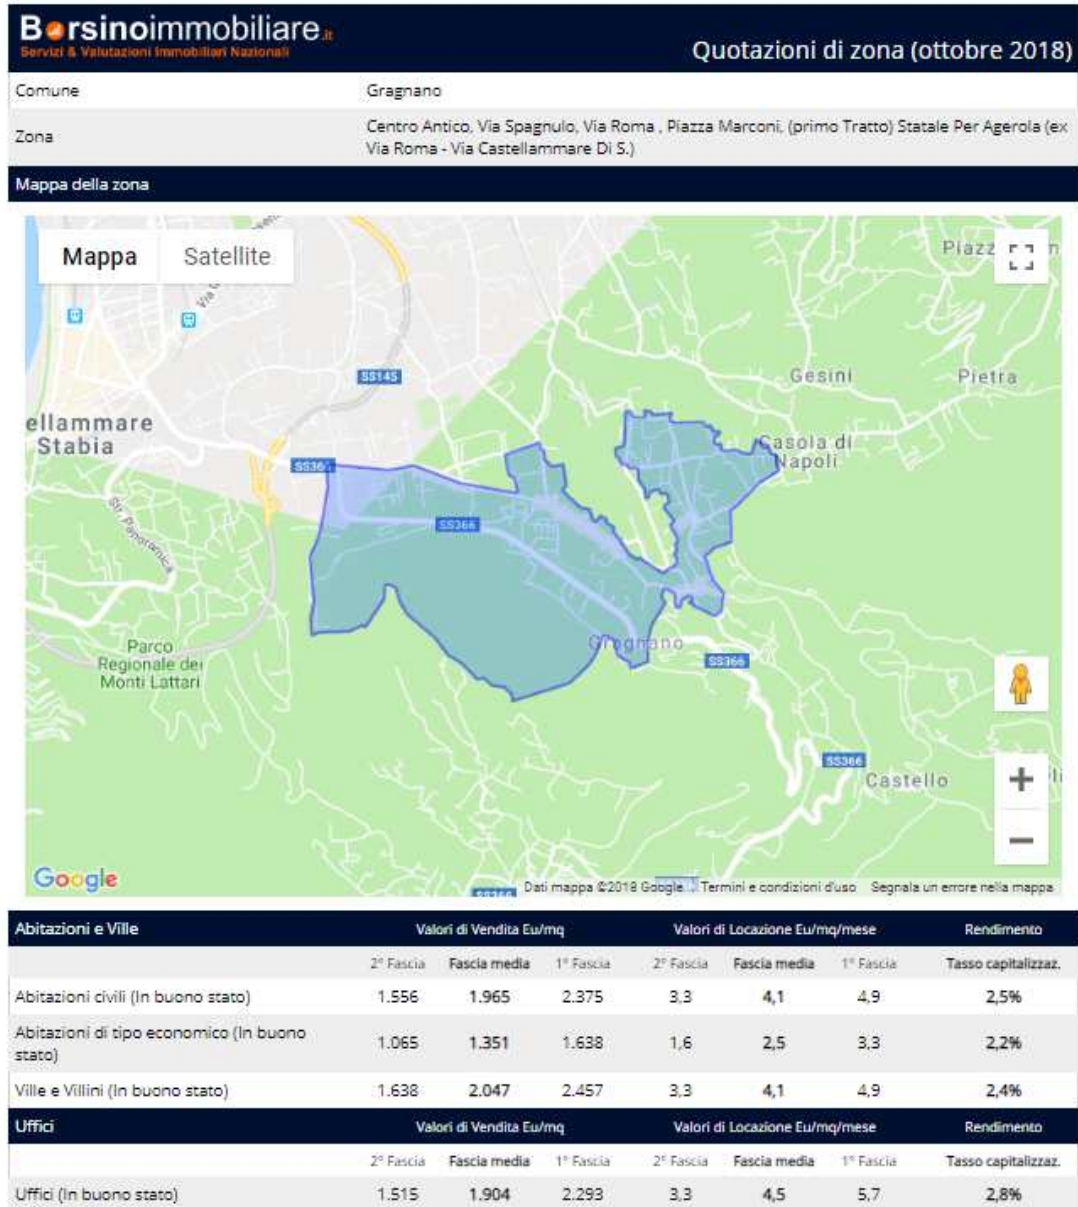 Borsinoimmobiliare.it
Servizi & Valutazioni Immobiliari Nazionali
Quotazioni di zona (ottobre 2018)
Comune Gragnano
Zona Centro Antico, Via Spagnulo, Via Roma , Piazza Marconi, (primo Tratto) Statale Per Agerola (ex
Via Roma - Via Castellammare Di S.)
Mappa della zona
Mappa Satellite
Piazz
Via
SS145
Gesini
Pietra
ellammare
Stabia
Casola di
Napoli
SS366
SS366
Str. Panoramica
Parco
Regionale dei
Monti Lattari
Gragnano
SS366
SS366
Castello
+
−
Google
SS366
Dati mappa ©2018 Google Termini e condizioni d'uso Segnala un errore nella mappa
Abitazioni e Ville Valori di Vendita Eu/mq Valori di Locazione Eu/mq/mese Rendimento
2° Fascia Fascia media 1° Fascia 2° Fascia Fascia media 1° Fascia Tasso capitalizzaz.
Abitazioni civili (In buono stato) 1.556 1.965 2.375 3,3 4,1 4,9 2,5%
Abitazioni di tipo economico (In buono
stato) 1.065 1.351 1.638 1,6 2,5 3,3 2,2%
Ville e Villini (In buono stato) 1.638 2.047 2.457 3,3 4,1 4,9 2,4%
Uffici Valori di Vendita Eu/mq Valori di Locazione Eu/mq/mese Rendimento
2° Fascia Fascia media 1° Fascia 2° Fascia Fascia media 1° Fascia Tasso capitalizzaz.
Uffici (In buono stato) 1.515 1.904 2.293 3,3 4,5 5,7 2,8%